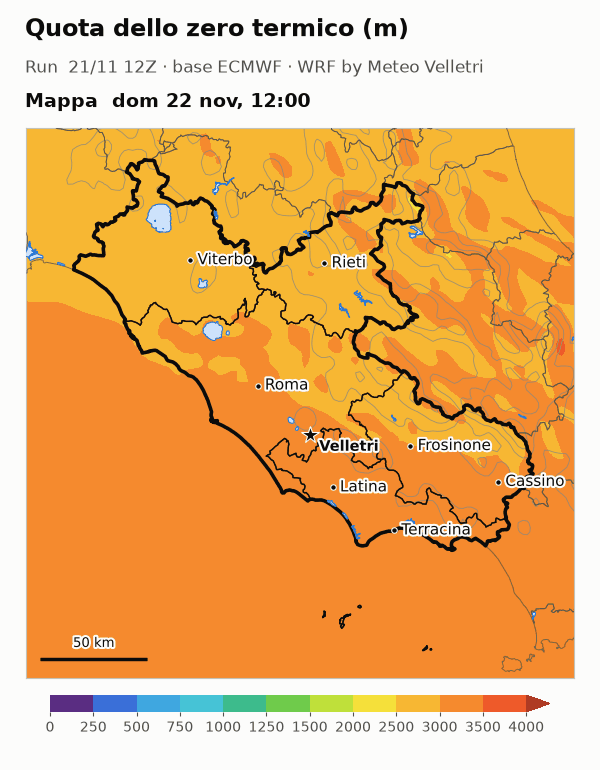 Quota dello zero termico (m)
Run  21/11 12Z · base ECMWF · WRF by Meteo Velletri
Mappa  dom 22 nov, 12:00
Viterbo
Rieti
Roma
Velletri
Frosinone
Latina
Cassino
Terracina
50 km
0 250 500 750 1000 1250 1500 2000 2500 3000 3500 4000